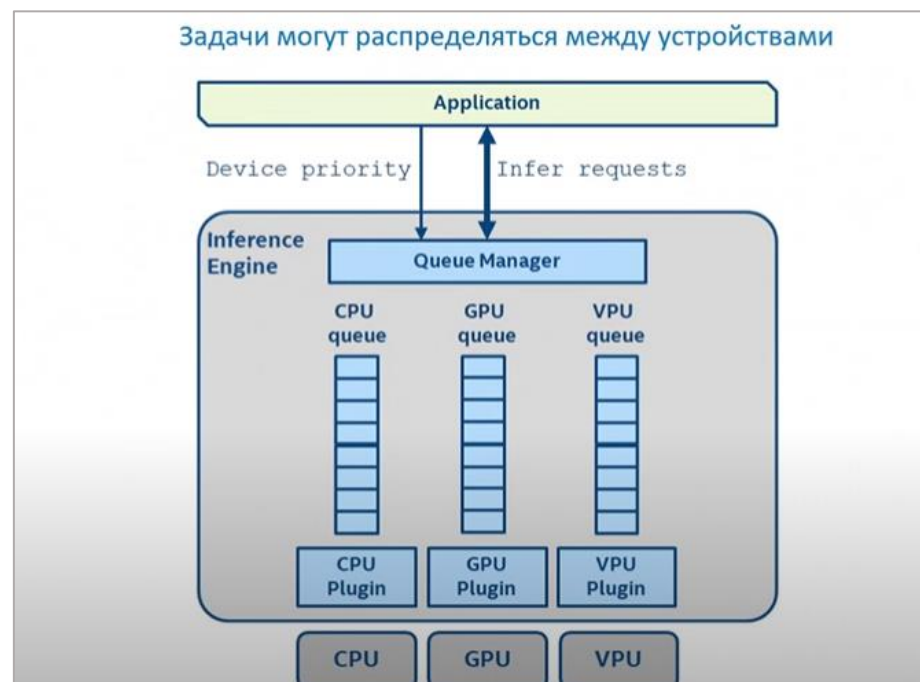 Задачи могут распределяться между устройствами
Application
Device priority
Infer requests
Inference
Engine
Queue Manager
CPU
queue
GPU
queue
VPU
queue
CPU
Plugin
GPU
Plugin
VPU
Plugin
CPU
GPU
VPU